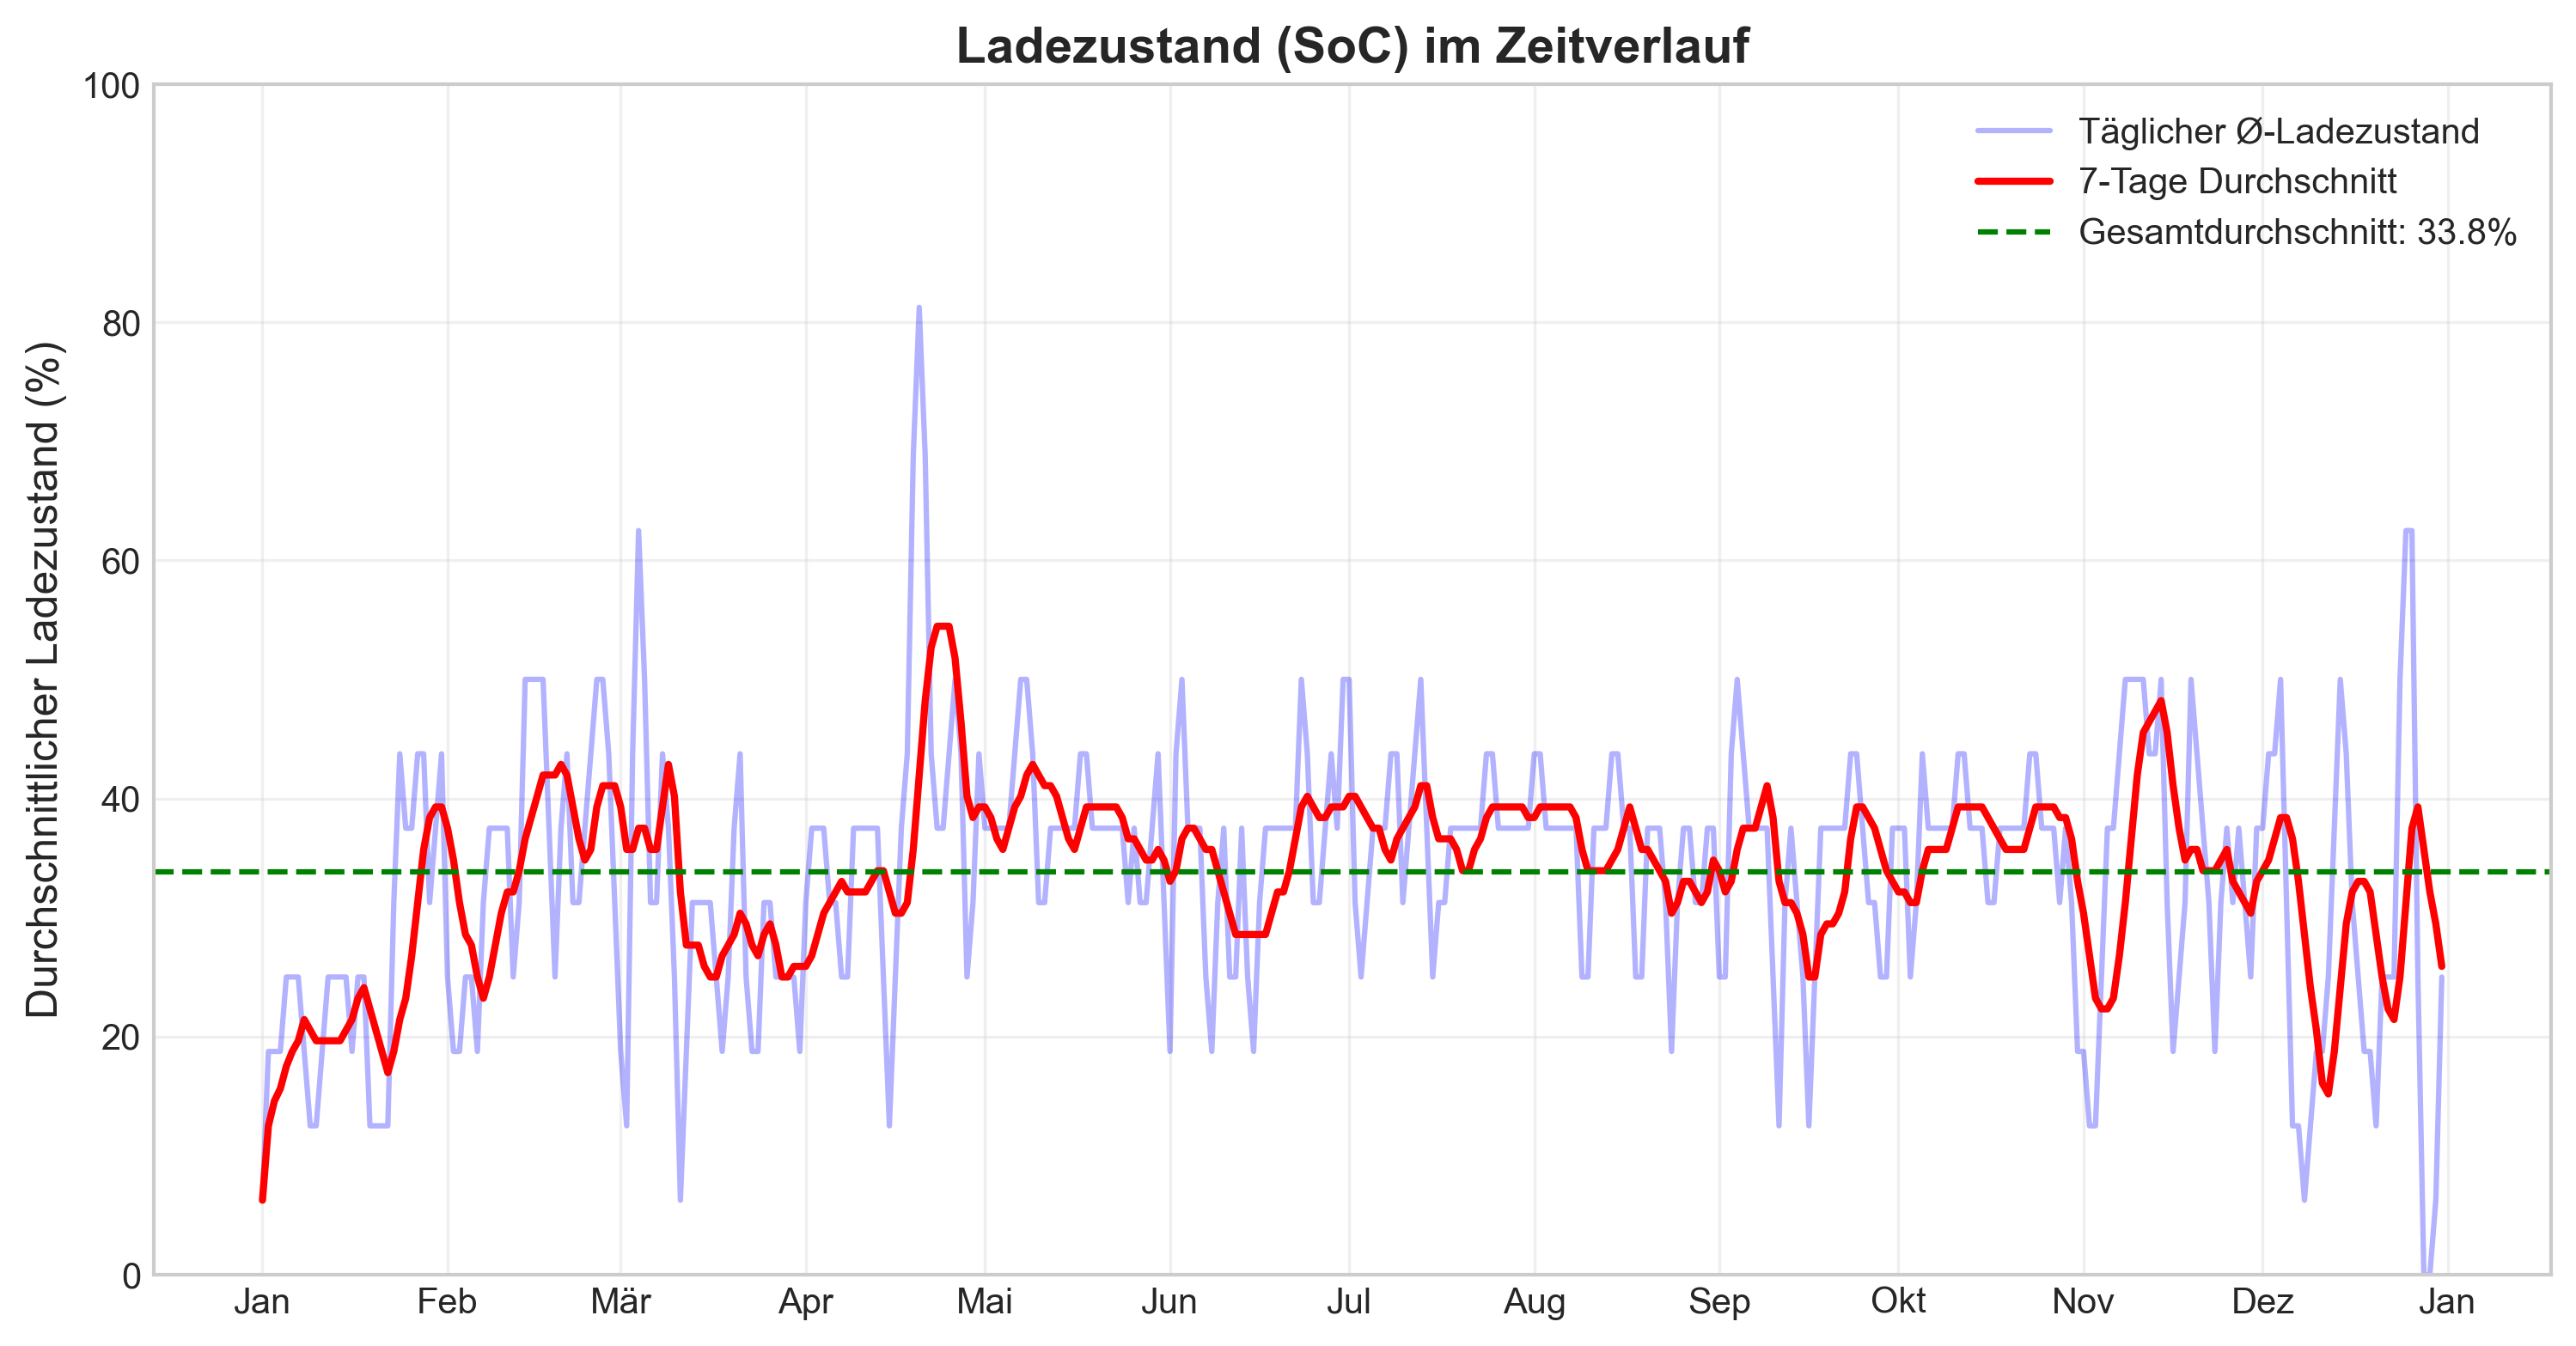 Ladezustand (SoC) im Zeitverlauf
Durchschnittlicher Ladezustand (%)
100
80
60
40
20
0
Täglicher Ø-Ladezustand
7-Tage Durchschnitt
Gesamtdurchschnitt: 33.8%
Jan Feb Mär Apr Mai Jun Jul Aug Sep Okt Nov Dez Jan